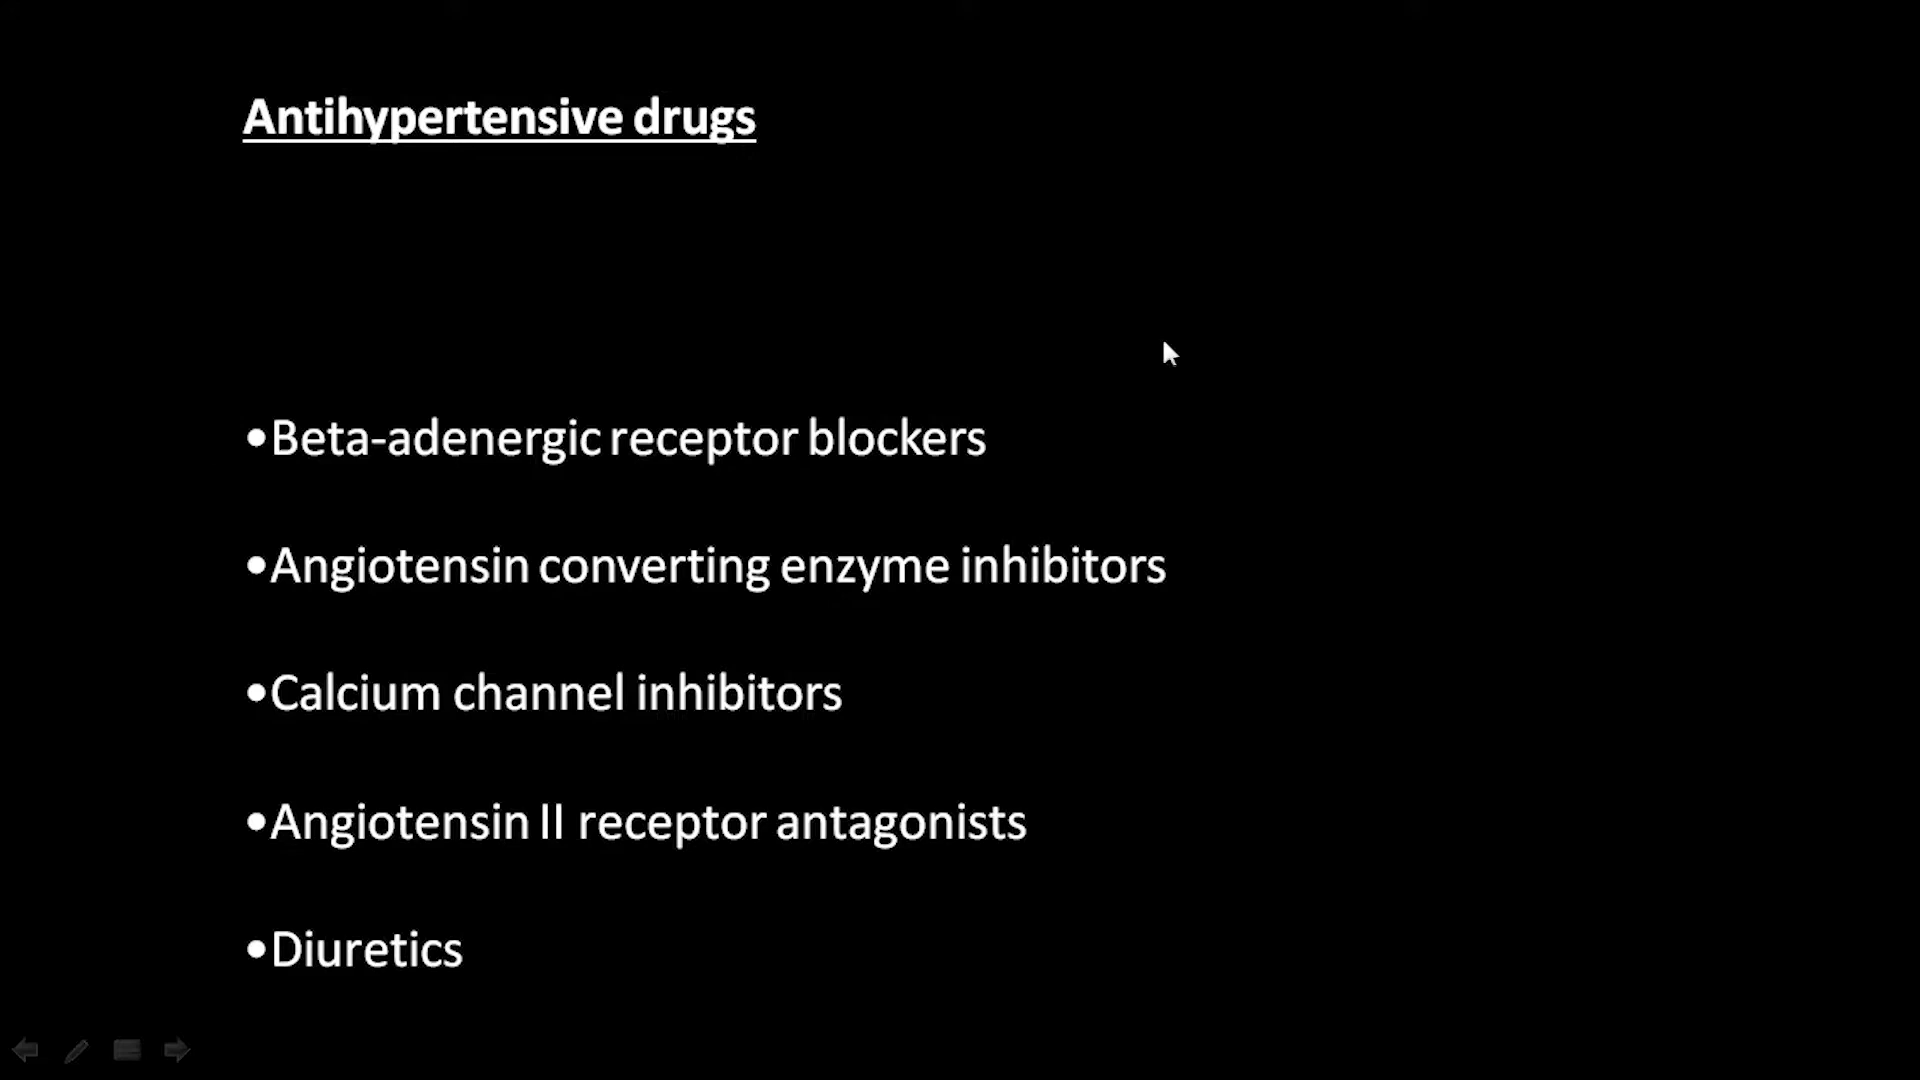 Antihypertensive drugs
•Beta-adenergic receptor blockers
•Angiotensin converting enzyme inhibitors
•Calcium channel inhibitors
•Angiotensin II receptor antagonists
•Diuretics